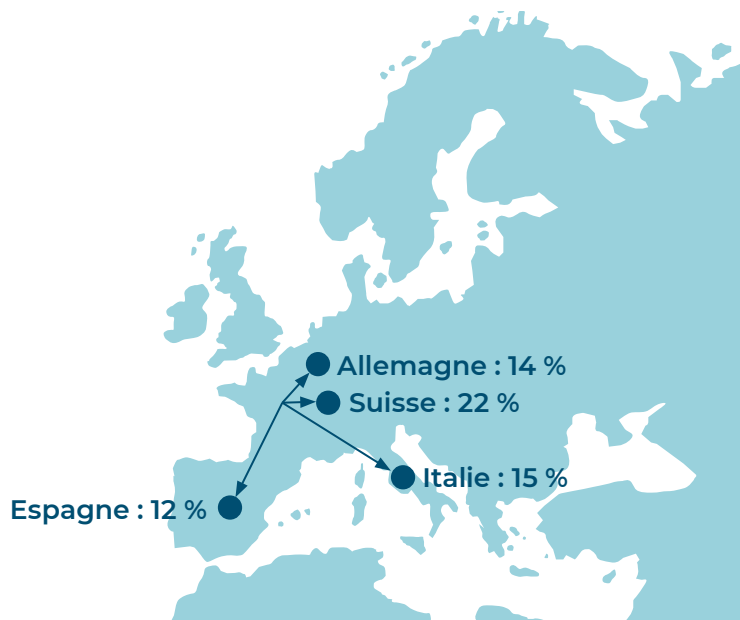 Allemagne : 14 %
Suisse : 22 %
Italie : 15 %
Espagne : 12 %